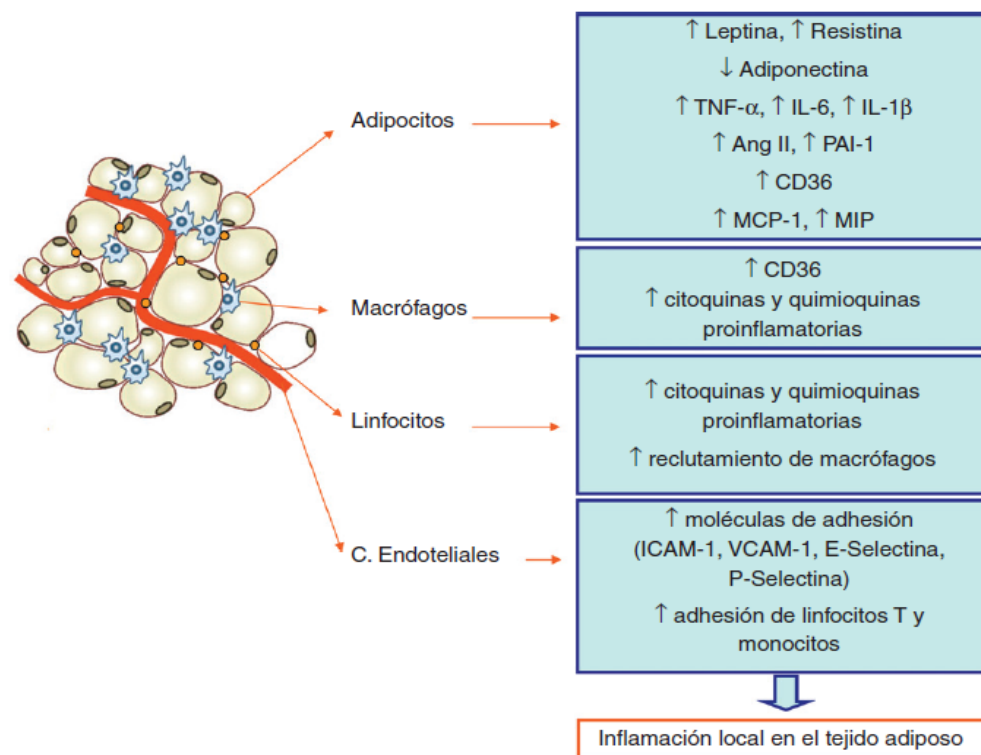 ↑ Leptina, ↑ Resistina
↓ Adiponectina
↑ TNF-α, ↑ IL-6, ↑ IL-1β
↑ Ang II, ↑ PAI-1
↑ CD36
↑ MCP-1, ↑ MIP
Adipocitos
↑ CD36
↑ citoquinas y quimioquinas
proinflamatorias
Macrófagos
↑ citoquinas y quimioquinas
proinflamatorias
↑ reclutamiento de macrófagos
Linfocitos
↑ moléculas de adhesión
(ICAM-1, VCAM-1, E-Selectina,
P-Selectina)
↑ adhesión de linfocitos T y
monocitos
C. Endoteliales
Inflamación local en el tejido adiposo